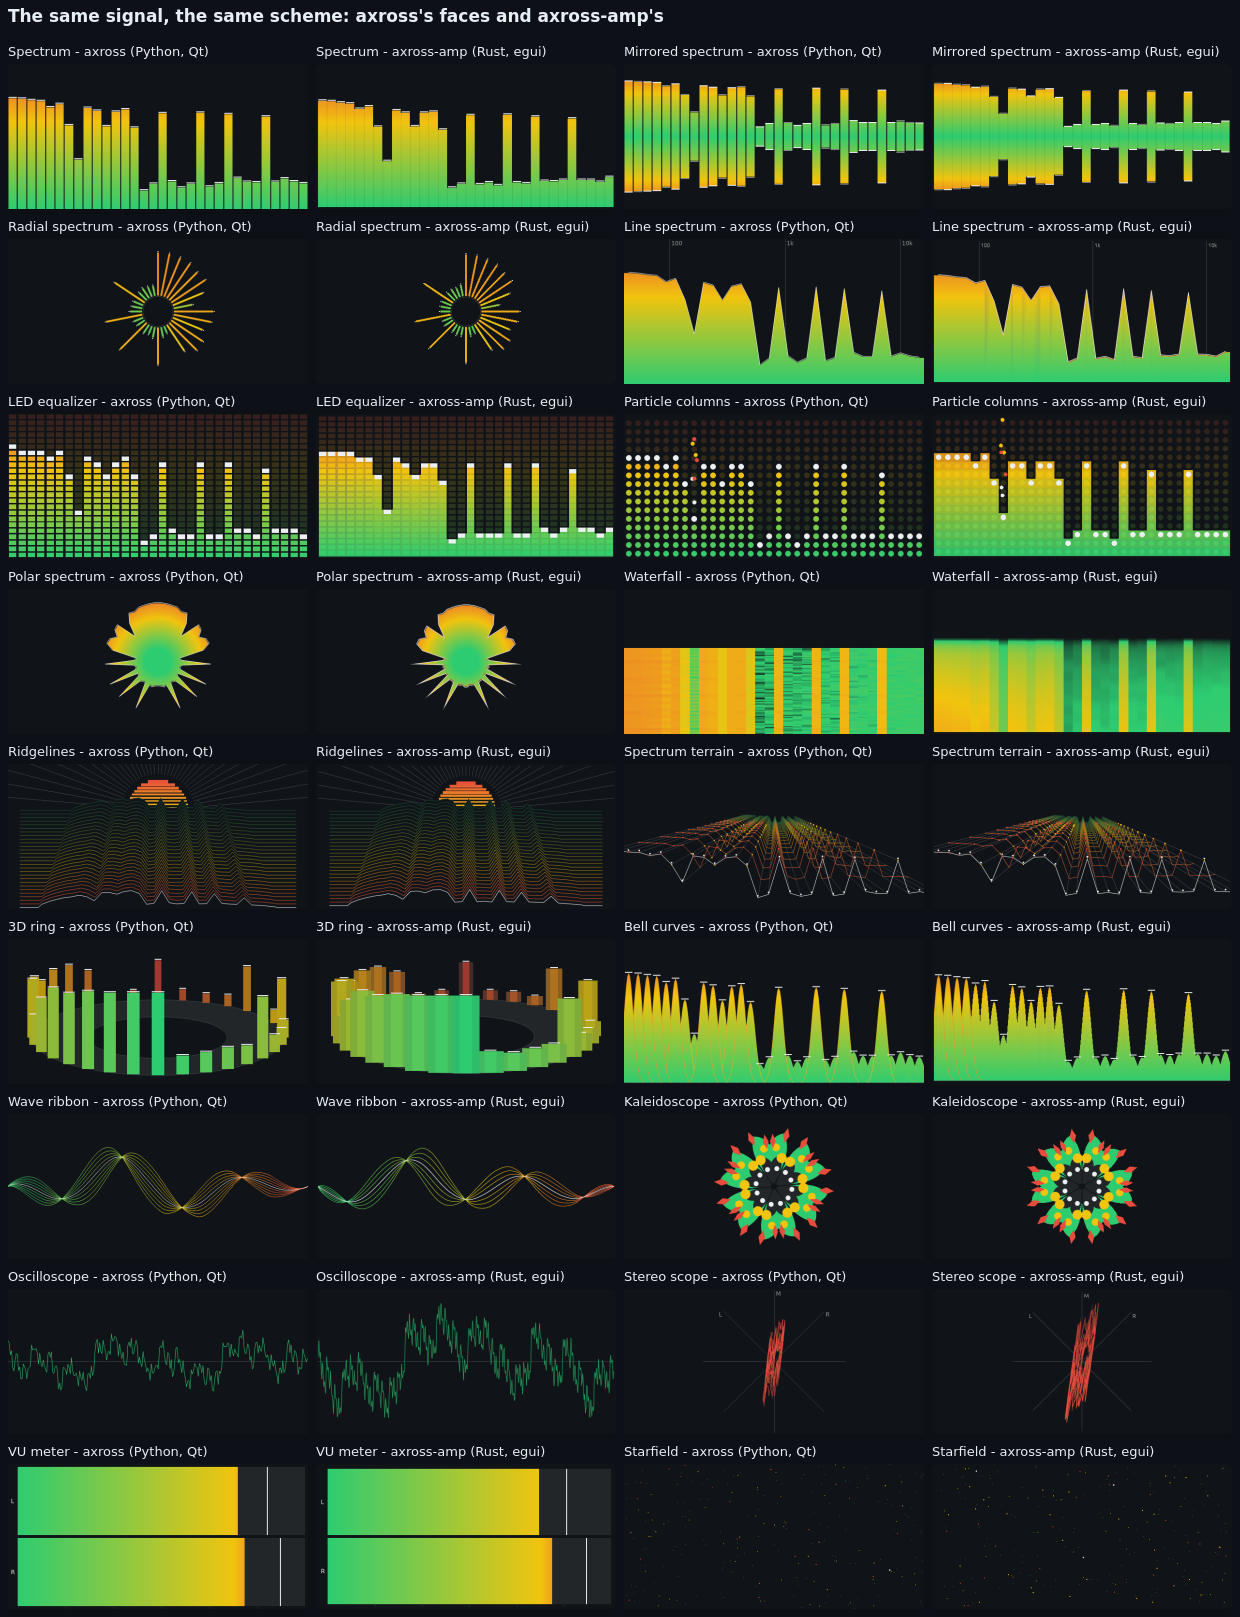 The same signal, the same scheme: axross's faces and axross-amp's
Spectrum - axross (Python, Qt)
Spectrum - axross-amp (Rust, egui)
Mirrored spectrum - axross (Python, Qt)
Mirrored spectrum - axross-amp (Rust, egui)
Radial spectrum - axross (Python, Qt)
Radial spectrum - axross-amp (Rust, egui)
Line spectrum - axross (Python, Qt)
Line spectrum - axross-amp (Rust, egui)
100 1k 10k
100 1k 10k
LED equalizer - axross (Python, Qt)
LED equalizer - axross-amp (Rust, egui)
Particle columns - axross (Python, Qt)
Particle columns - axross-amp (Rust, egui)
Polar spectrum - axross (Python, Qt)
Polar spectrum - axross-amp (Rust, egui)
Waterfall - axross (Python, Qt)
Waterfall - axross-amp (Rust, egui)
Ridgelines - axross (Python, Qt)
Ridgelines - axross-amp (Rust, egui)
Spectrum terrain - axross (Python, Qt)
Spectrum terrain - axross-amp (Rust, egui)
3D ring - axross (Python, Qt)
3D ring - axross-amp (Rust, egui)
Bell curves - axross (Python, Qt)
Bell curves - axross-amp (Rust, egui)
Wave ribbon - axross (Python, Qt)
Wave ribbon - axross-amp (Rust, egui)
Kaleidoscope - axross (Python, Qt)
Kaleidoscope - axross-amp (Rust, egui)
Oscilloscope - axross (Python, Qt)
Oscilloscope - axross-amp (Rust, egui)
Stereo scope - axross (Python, Qt)
Stereo scope - axross-amp (Rust, egui)
M
L R
M
L R
VU meter - axross (Python, Qt)
VU meter - axross-amp (Rust, egui)
Starfield - axross (Python, Qt)
Starfield - axross-amp (Rust, egui)
L
L
R
R